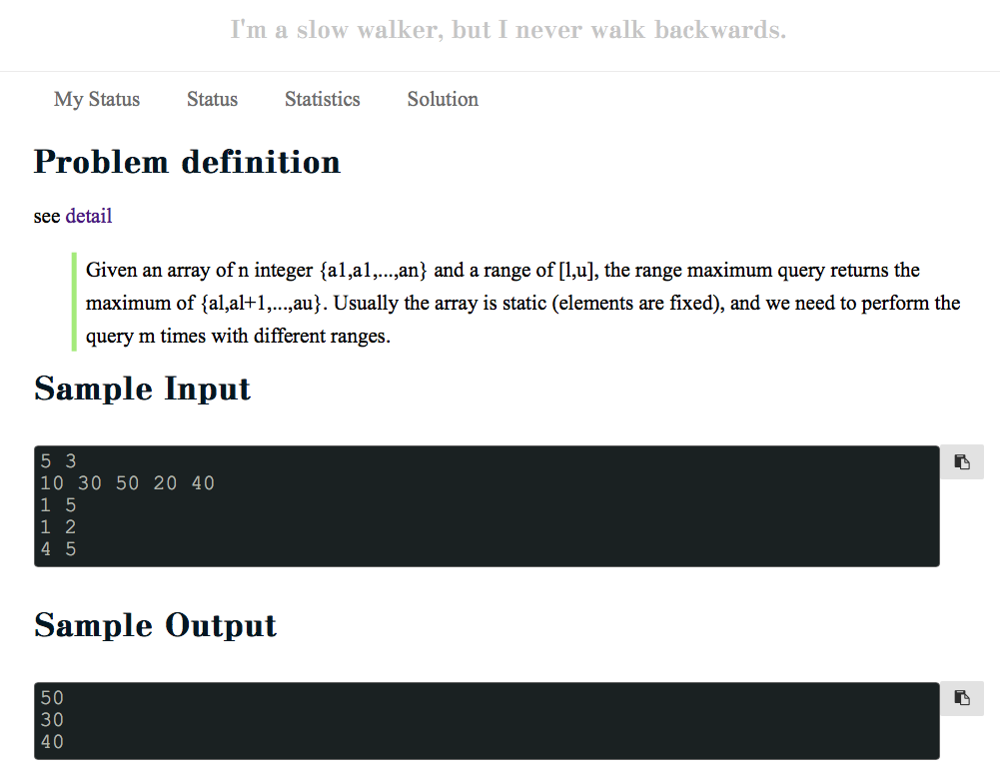 I'm a slow walker, but I never walk backwards.
My Status Status Statistics Solution
Problem definition
see detail
Given an array of n integer {a1,a1,...,an} and a range of [l,u], the range maximum query returns the
maximum of {al,al+1,...,au}. Usually the array is static (elements are fixed), and we need to perform the
query m times with different ranges.
Sample Input
5 3
10 30 50 20 40
1 5
1 2
4 5
Sample Output
50
30
40